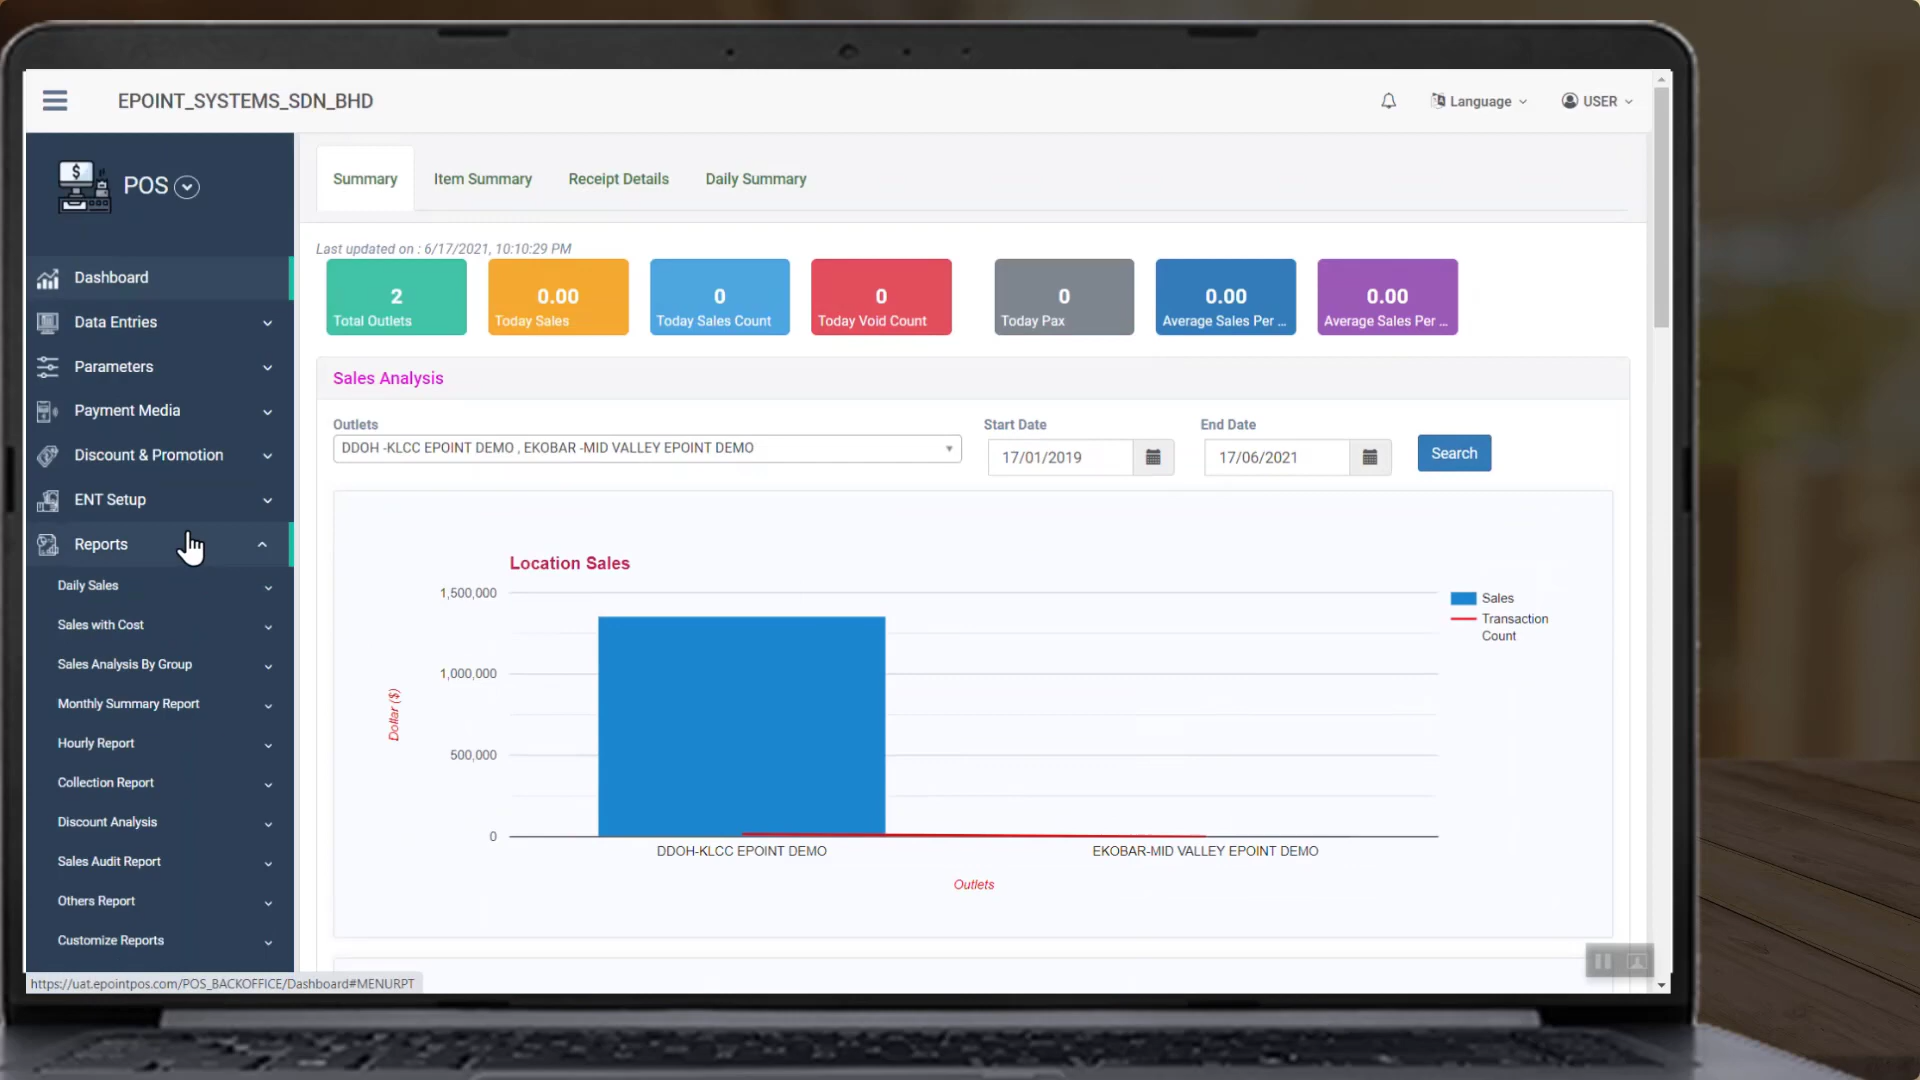 EPOINT_SYSTEMS_SDN_BHD
Language
USER
POS
Dashboard
Data Entries
Parameters
Payment Media
Discount & Promotion
ENT Setup
Reports
Daily Sales
Sales with Cost
Sales Analysis By Group
Monthly Summary Report
Hourly Report
Collection Report
Discount Analysis
Sales Audit Report
Others Report
Customize Reports
Summary
Item Summary
Receipt Details
Daily Summary
Last updated on : 6/17/2021, 10:10:29 PM
2
Total Outlets
0.00
Today Sales
0
Today Sales Count
0
Today Void Count
0
Today Pax
0.00
Average Sales Per ...
0.00
Average Sales Per ...
Sales Analysis
Outlets
DDOH -KLCC EPOINT DEMO , EKOBAR -MID VALLEY EPOINT DEMO
Start Date
17/01/2019
End Date
17/06/2021
Search
Location Sales
1,500,000
1,000,000
500,000
0
Dollar ($)
DDOH-KLCC EPOINT DEMO
EKOBAR-MID VALLEY EPOINT DEMO
Outlets
Sales
Transaction
Count
https://uat.epointpos.com/POS_BACKOFFICE/Dashboard#MENURPT